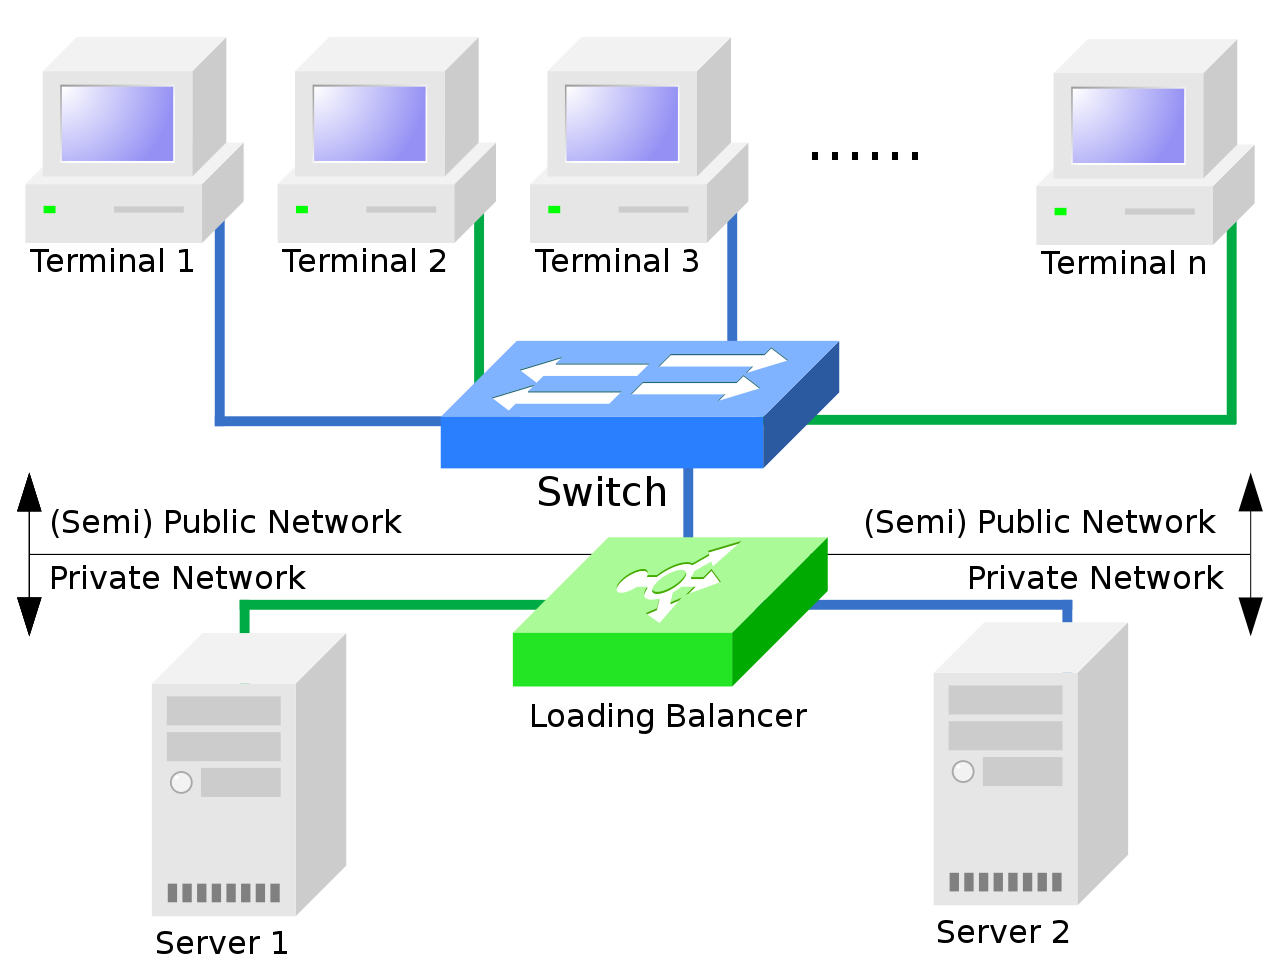 Terminal 1
Terminal 2
Terminal 3
......
Terminal n
Switch
(Semi) Public Network
(Semi) Public Network
Private Network
Private Network
Loading Balancer
Server 1
Server 2